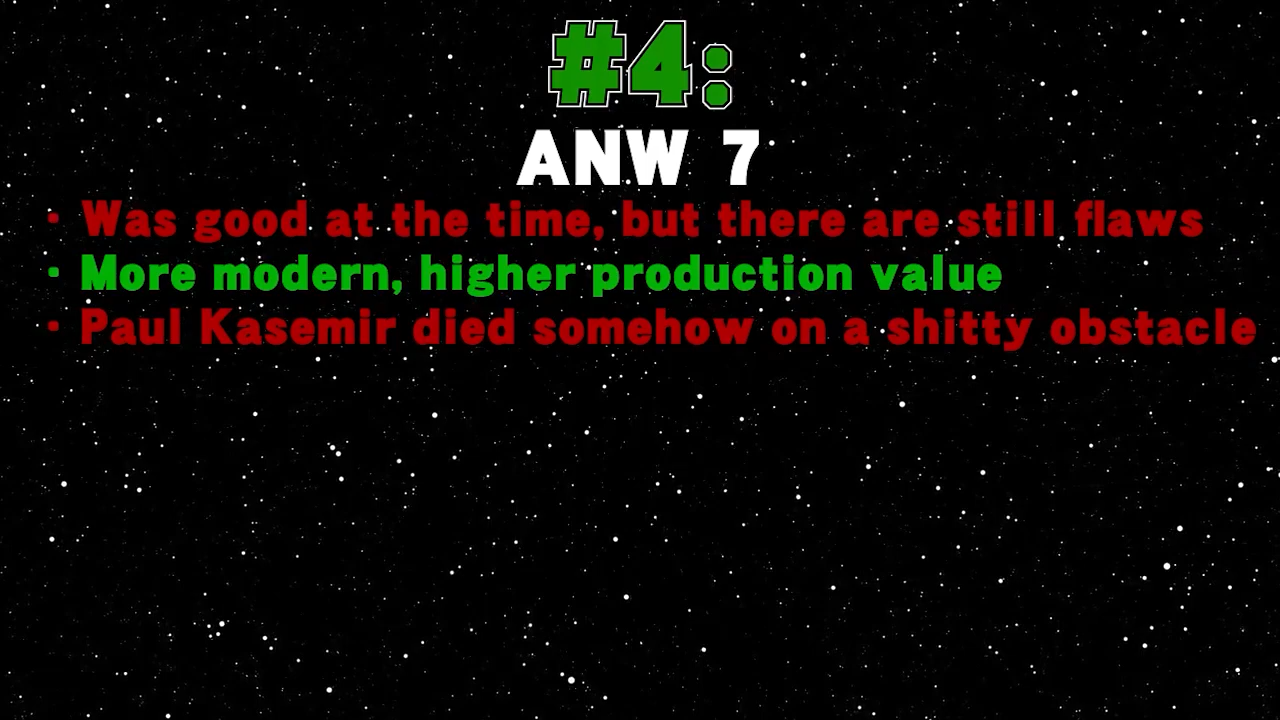 #4:
ANW 7
· Was good at the time, but there are still flaws
· More modern, higher production value
· Paul Kasemir died somehow on a shitty obstacle